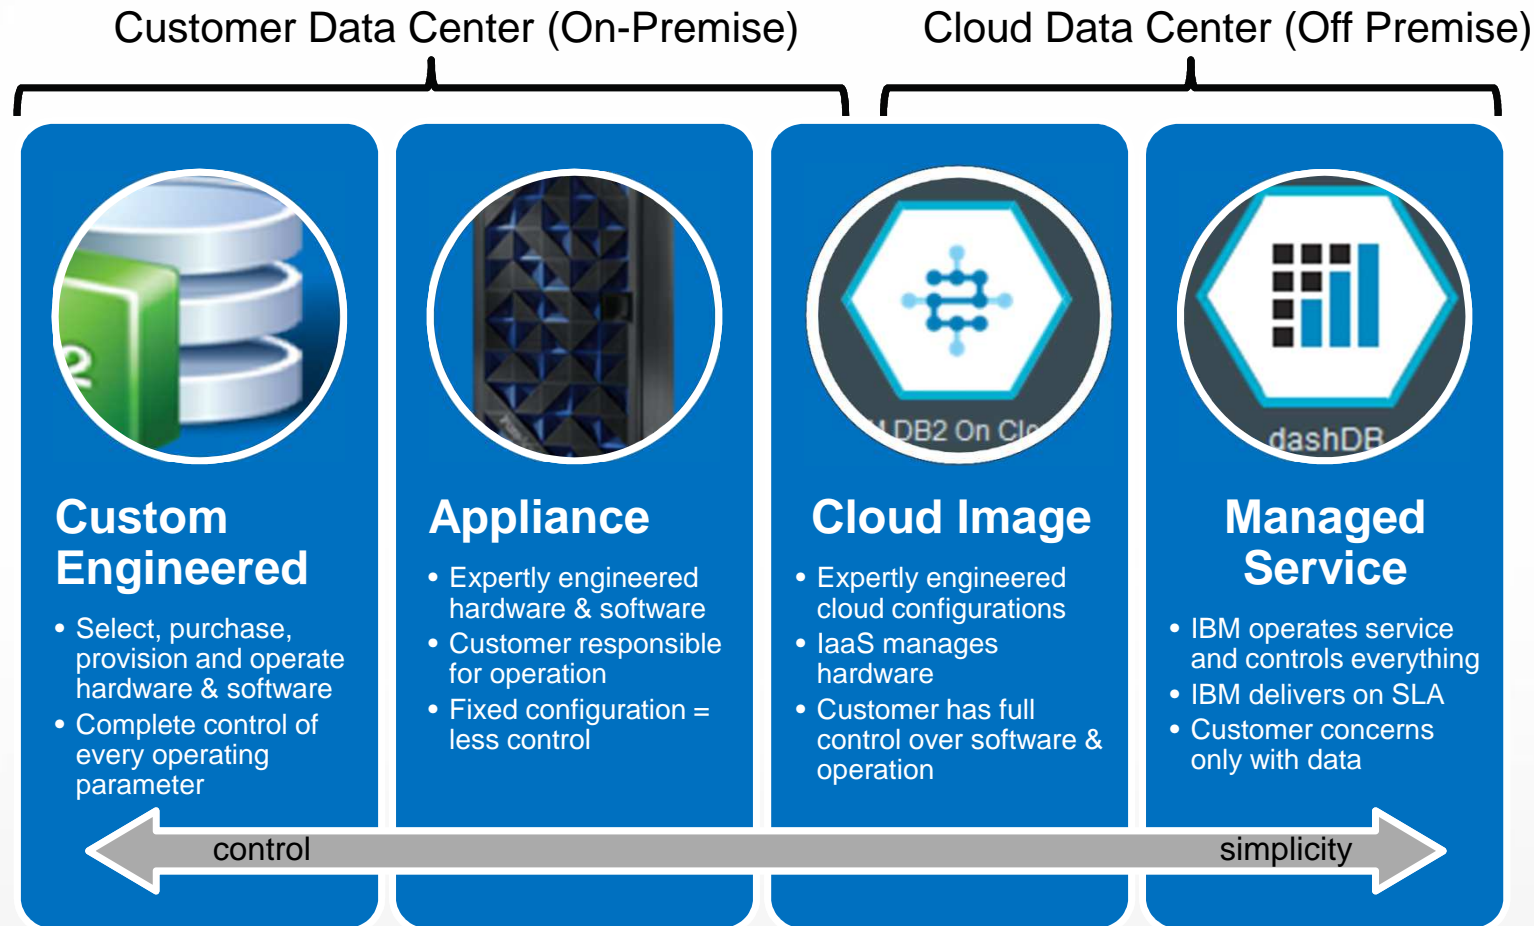 Customer Data Center (On-Premise)
Cloud Data Center (Off Premise)
2
DB2 On Clo
dashDB
Custom
Engineered
• Select, purchase,
provision and operate
hardware & software
• Complete control of
every operating
parameter
Appliance
• Expertly engineered
hardware & software
• Customer responsible
for operation
• Fixed configuration =
less control
Cloud Image
• Expertly engineered
cloud configurations
• IaaS manages
hardware
• Customer has full
control over software &
operation
Managed
Service
• IBM operates service
and controls everything
• IBM delivers on SLA
• Customer concerns
only with data
control
simplicity